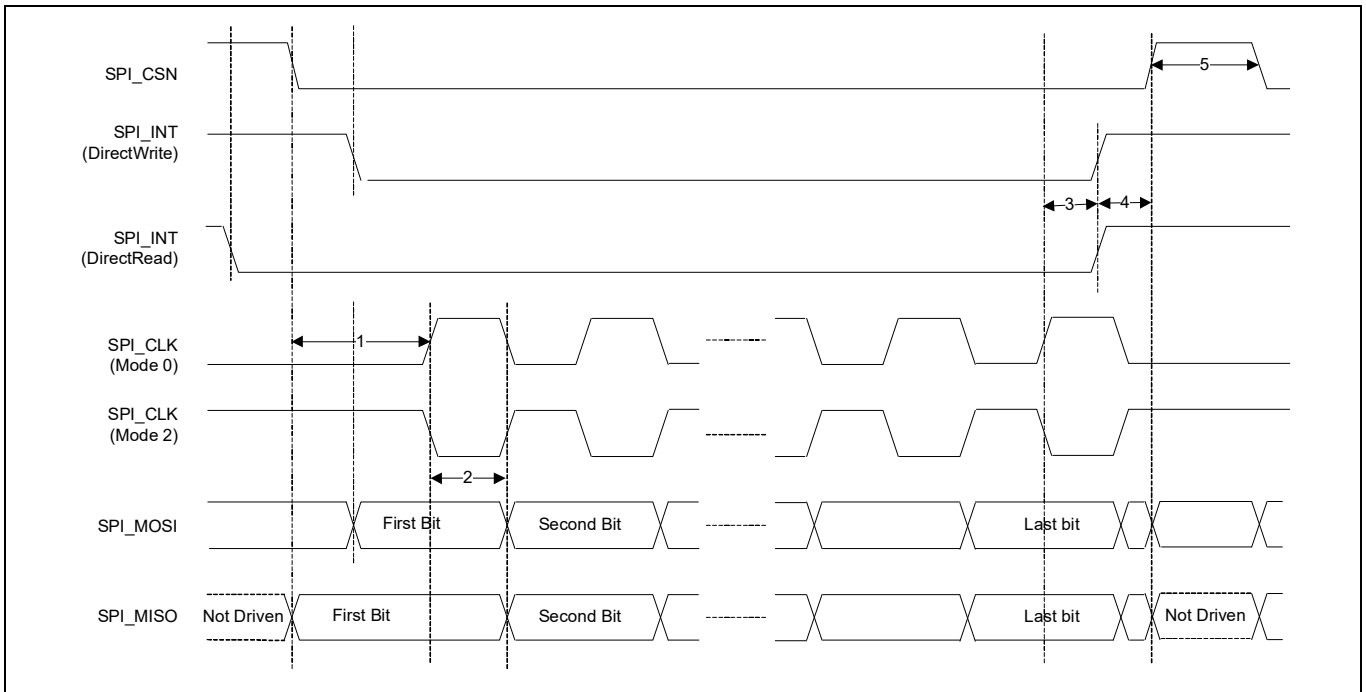 SPI_CSN
5
SPI_INT
(DirectWrite)
3
4
SPI_INT
(DirectRead)
SPI_CLK
(Mode 0)
1
SPI_CLK
(Mode 2)
2
SPI_MOSI First Bit Second Bit Last bit
SPI_MISO Not Driven First Bit Second Bit Last bit Not Driven